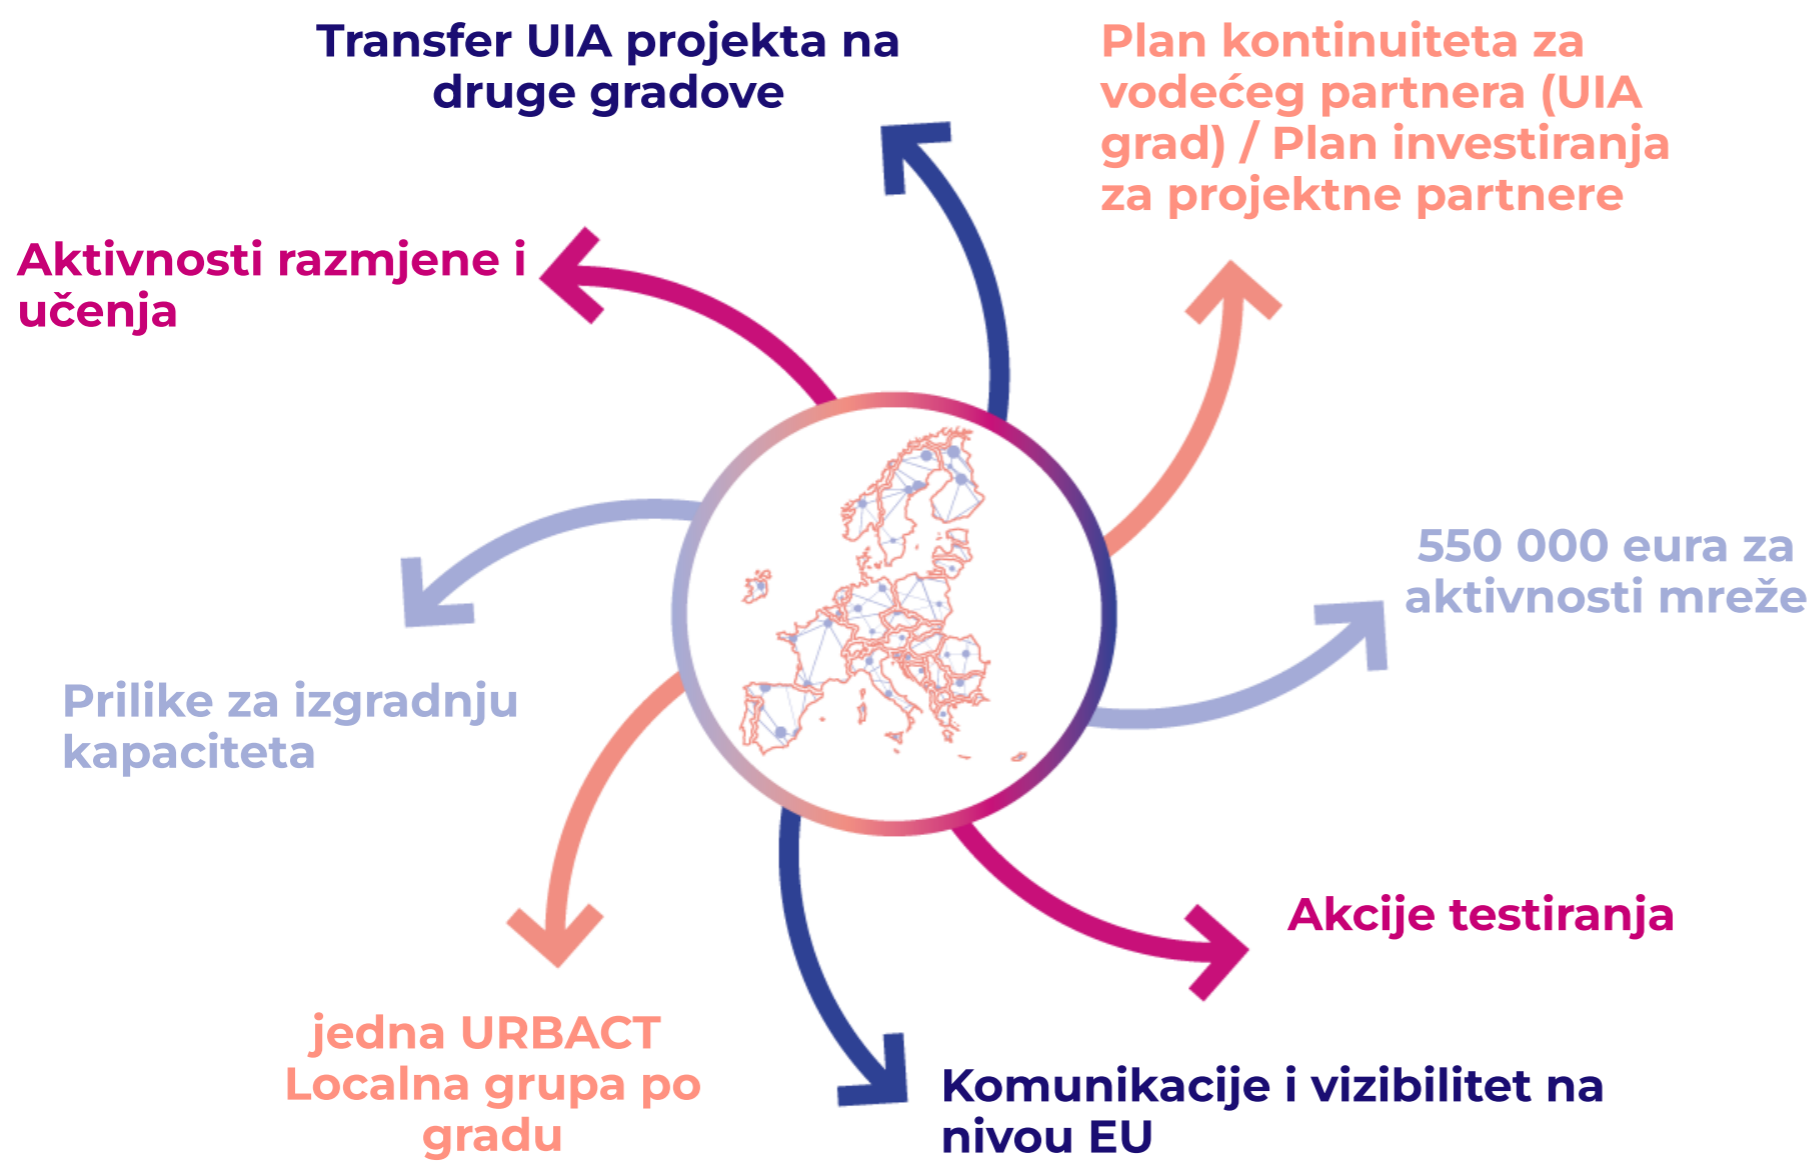 Transfer UIA projekta na
druge gradove
Plan kontinuiteta za
vodećeg partnera (UIA
grad) / Plan investiranja
za projektne partnere
Aktivnosti razmjene i
učenja
550 000 eura za
aktivnosti mreže
Prilike za izgradnju
kapaciteta
Akcije testiranja
jedna URBACT
Localna grupa po
gradu
Komunikacije i vizibilitet na
nivou EU